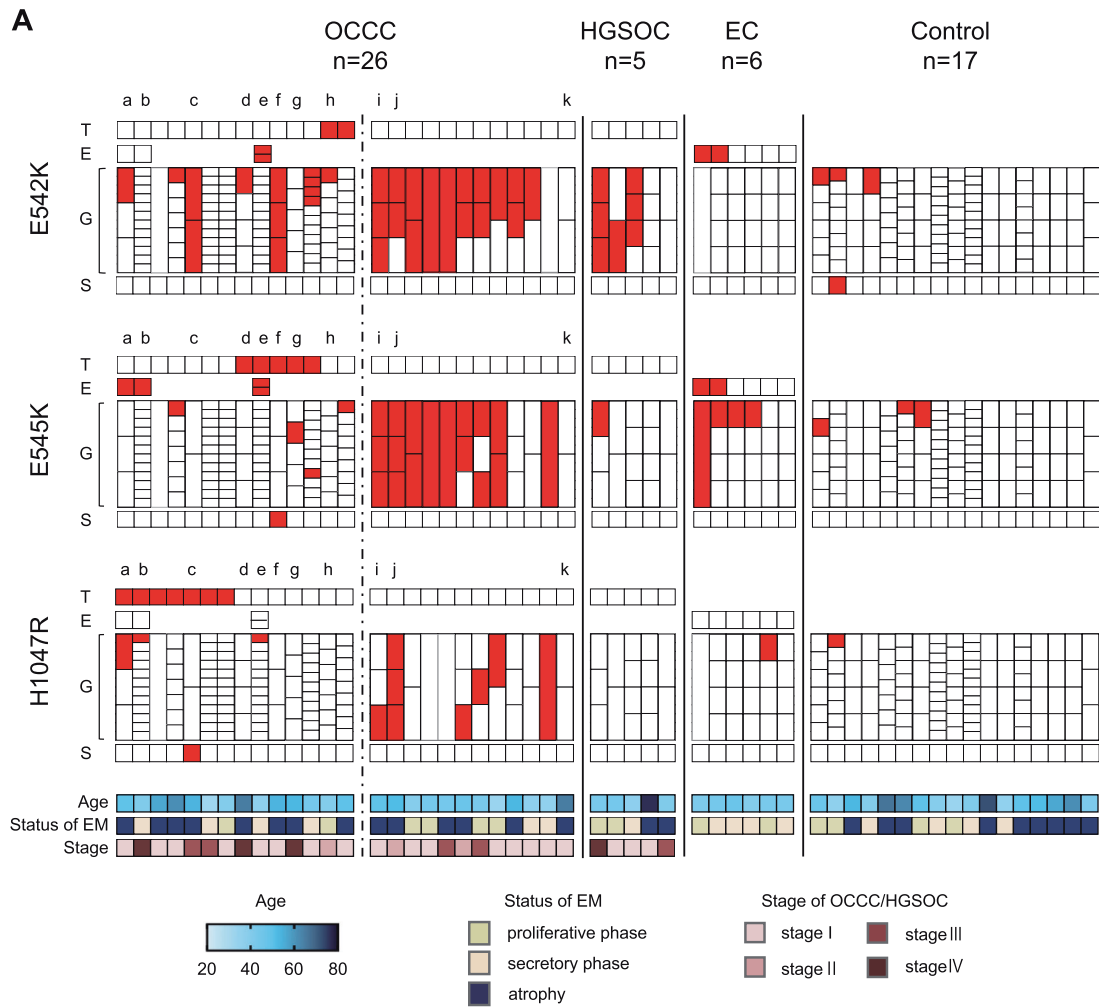 A
OCCC HGSOC EC Control
n=26 n=5 n=6 n=17
a b c d e f g h i j k
T
E
E542K
G
S
a b c d e f g h i j k
T
E
E545K
G
S
a b c d e f g h i j k
T
E
H1047R
G
S
Age
Status of EM
Stage
Age Status of EM Stage of OCCC/HGSOC
20 40 60 80
proliferative phase
secretory phase
atrophy
stage I stage III
stage II stage IV